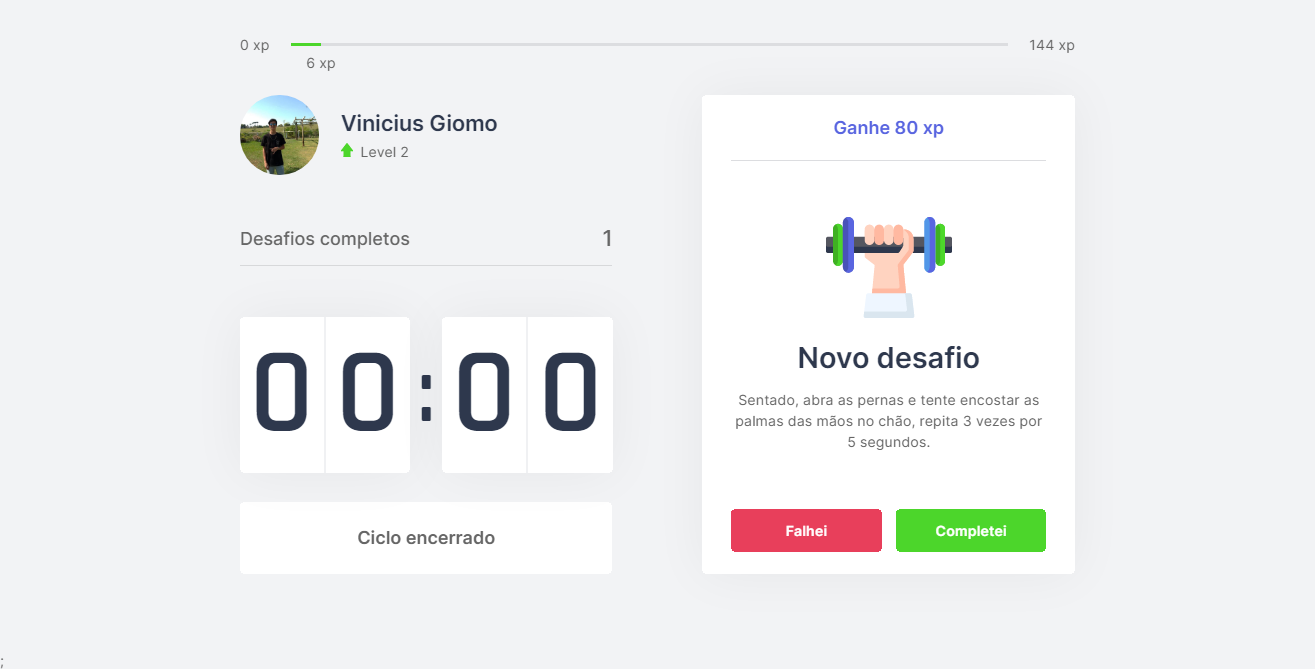 0 xp
144 xp
6 xp
Vinicius Giomo
Level 2
Desafios completos 1
00:00
Ciclo encerrado
Ganhe 80 xp
Novo desafio
Sentado, abra as pernas e tente encostar as
palmas das mãos no chão, repita 3 vezes por
5 segundos.
Falhei
Completei
;